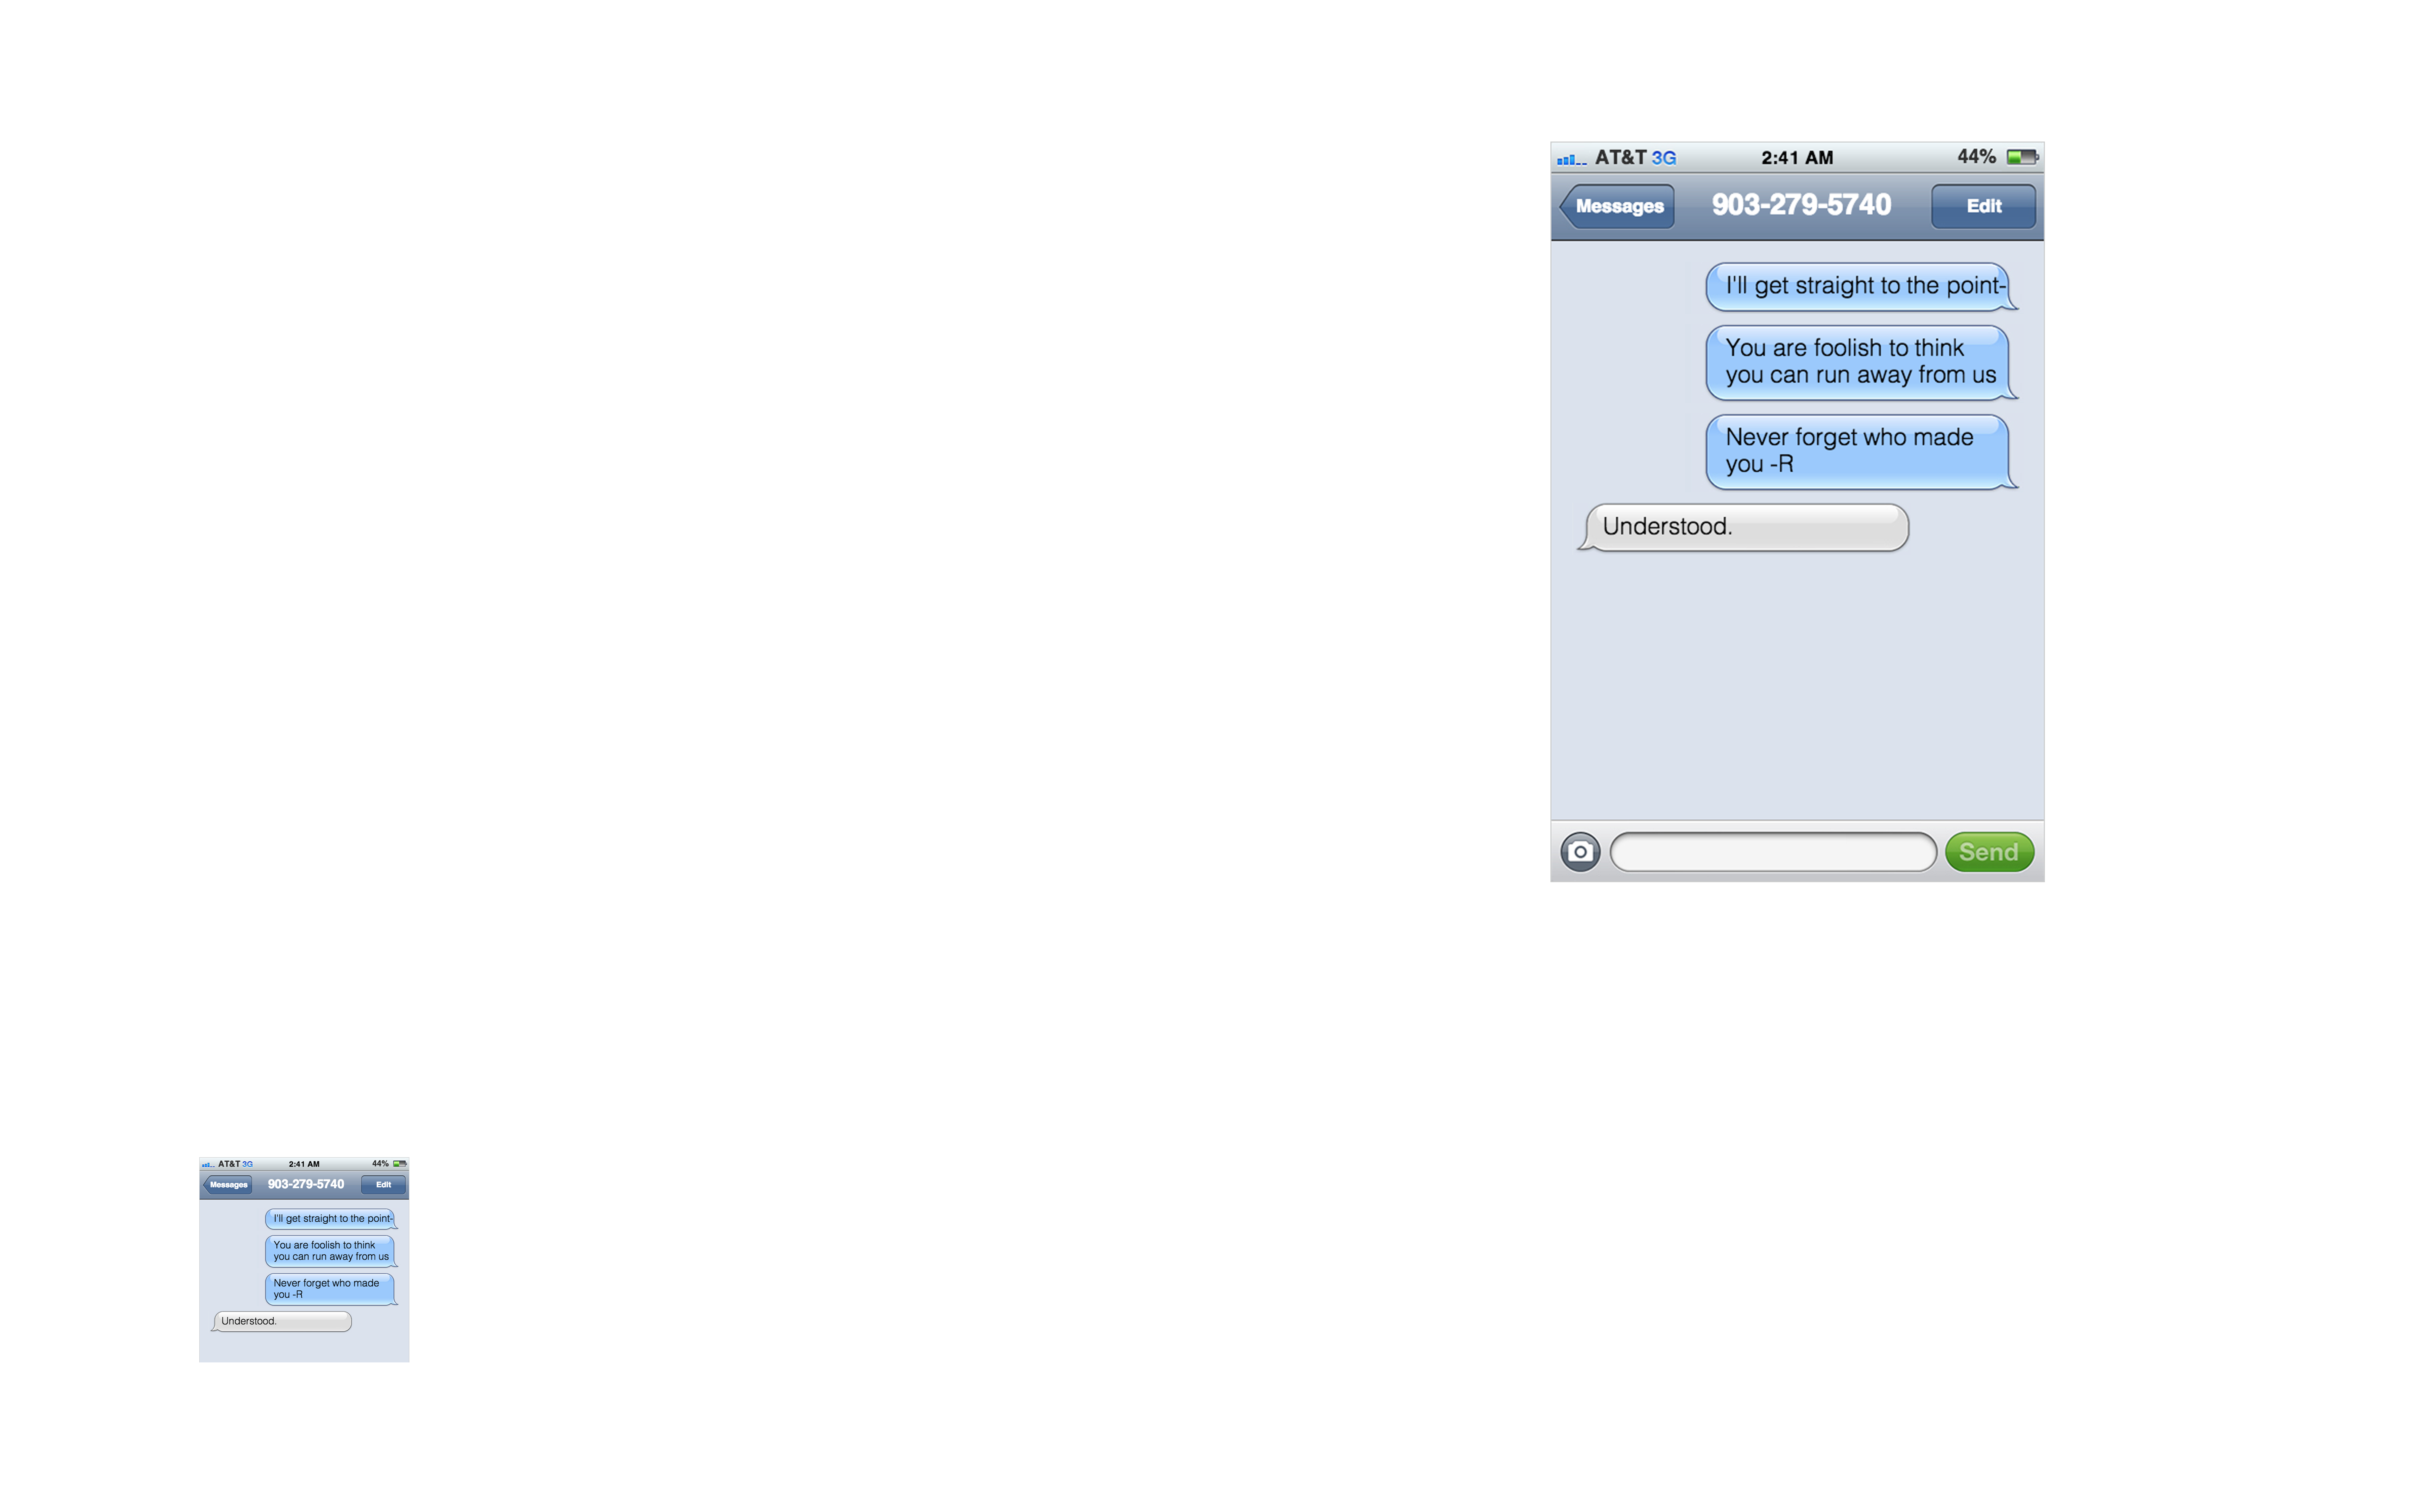 AT&T 3G 2:41 AM 44%
Messages 903-279-5740 Edit
I'll get straight to the point-
You are foolish to think
you can run away from us
Never forget who made
you -R
Understood.
Send
AT&T 3G 2:41 AM 44%
Messages 903-279-5740 Edit
I'll get straight to the point-
You are foolish to think
you can run away from us
Never forget who made
you -R
Understood.